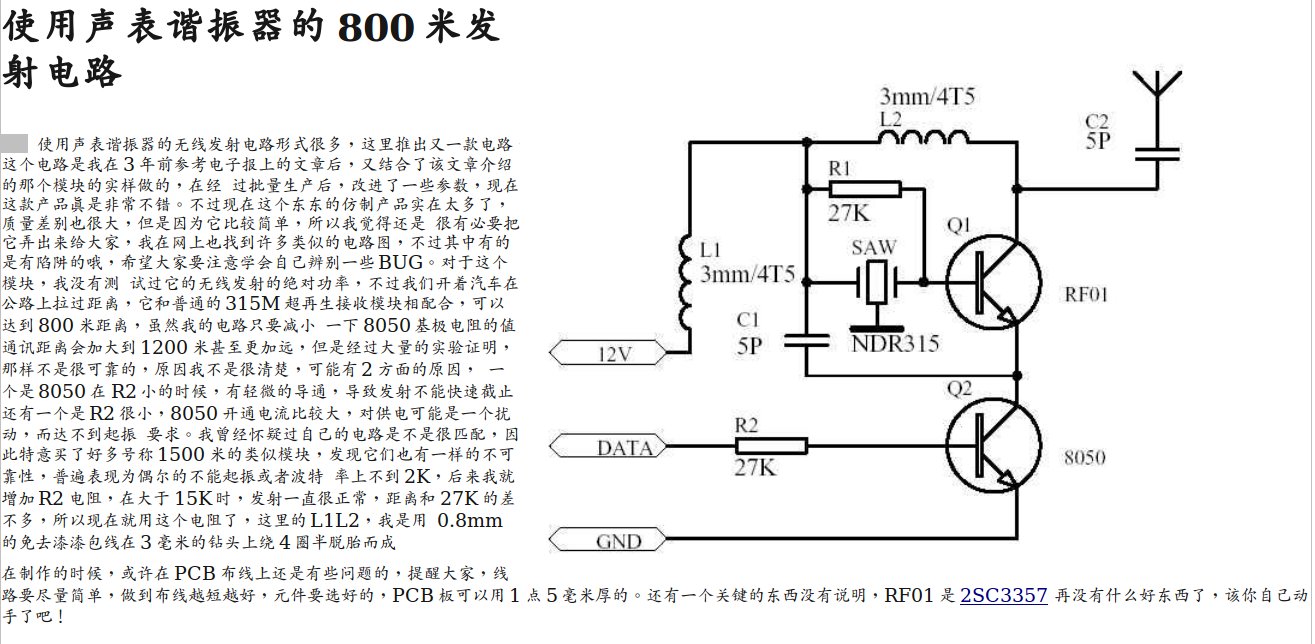 使用声表谐振器的 800 米发
射电路
使用声表谐振器的无线发射电路形式很多，这里推出又一款电路
这个电路是我在 3 年前参考电子报上的文章后，又结合了该文章介绍
的那个模块的实样做的，在经 过批量生产后，改进了一些参数，现在
这款产品真是非常不错。不过现在这个东东的仿制产品实在太多了，
质量差别也很大，但是因为它比较简单，所以我觉得还是 很有必要把
它弄出来给大家，我在网上也找到许多类似的电路图，不过其中有的
是有陷阱的哦，希望大家要注意学会自己辨别一些 BUG。对于这个
模块，我没有测 试过它的无线发射的绝对功率，不过我们开着汽车在
公路上拉过距离，它和普通的 315M 超再生接收模块相配合，可以
达到 800 米距离，虽然我的电路只要减小 一下 8050 基极电阻的值
通讯距离会加大到 1200 米甚至更加远，但是经过大量的实验证明，
那样不是很可靠的，原因我不是很清楚，可能有 2 方面的原因， 一
个是 8050 在 R2 小的时候，有轻微的导通，导致发射不能快速截止
还有一个是 R2 很小，8050 开通电流比较大，对供电可能是一个扰
动，而达不到起振 要求。我曾经怀疑过自己的电路是不是很匹配，因
此特意买了好多号称 1500 米的类似模块，发现它们也有一样的不可
靠性，普遍表现为偶尔的不能起振或者波特 率上不到 2K，后来我就
增加 R2 电阻，在大于 15K 时，发射一直很正常，距离和 27K 的差
不多，所以现在就用这个电阻了，这里的 L1L2，我是用 0.8mm
的免去漆漆包线在 3 毫米的钻头上绕 4 圈半脱胎而成
在制作的时候，或许在 PCB 布线上还是有些问题的，提醒大家，线
路要尽量简单，做到布线越短越好，元件要选好的，PCB 板可以用 1 点 5 毫米厚的。还有一个关键的东西没有说明，RF01 是 2SC3357 再没有什么好东西了，该你自己动
手了吧！
3mm/4T5
L2
C2
5P
R1
27K
Q1
SAW
L1
3mm/4T5
RF01
C1
5P
NDR315
12V
Q2
R2
DATA
27K
8050
GND